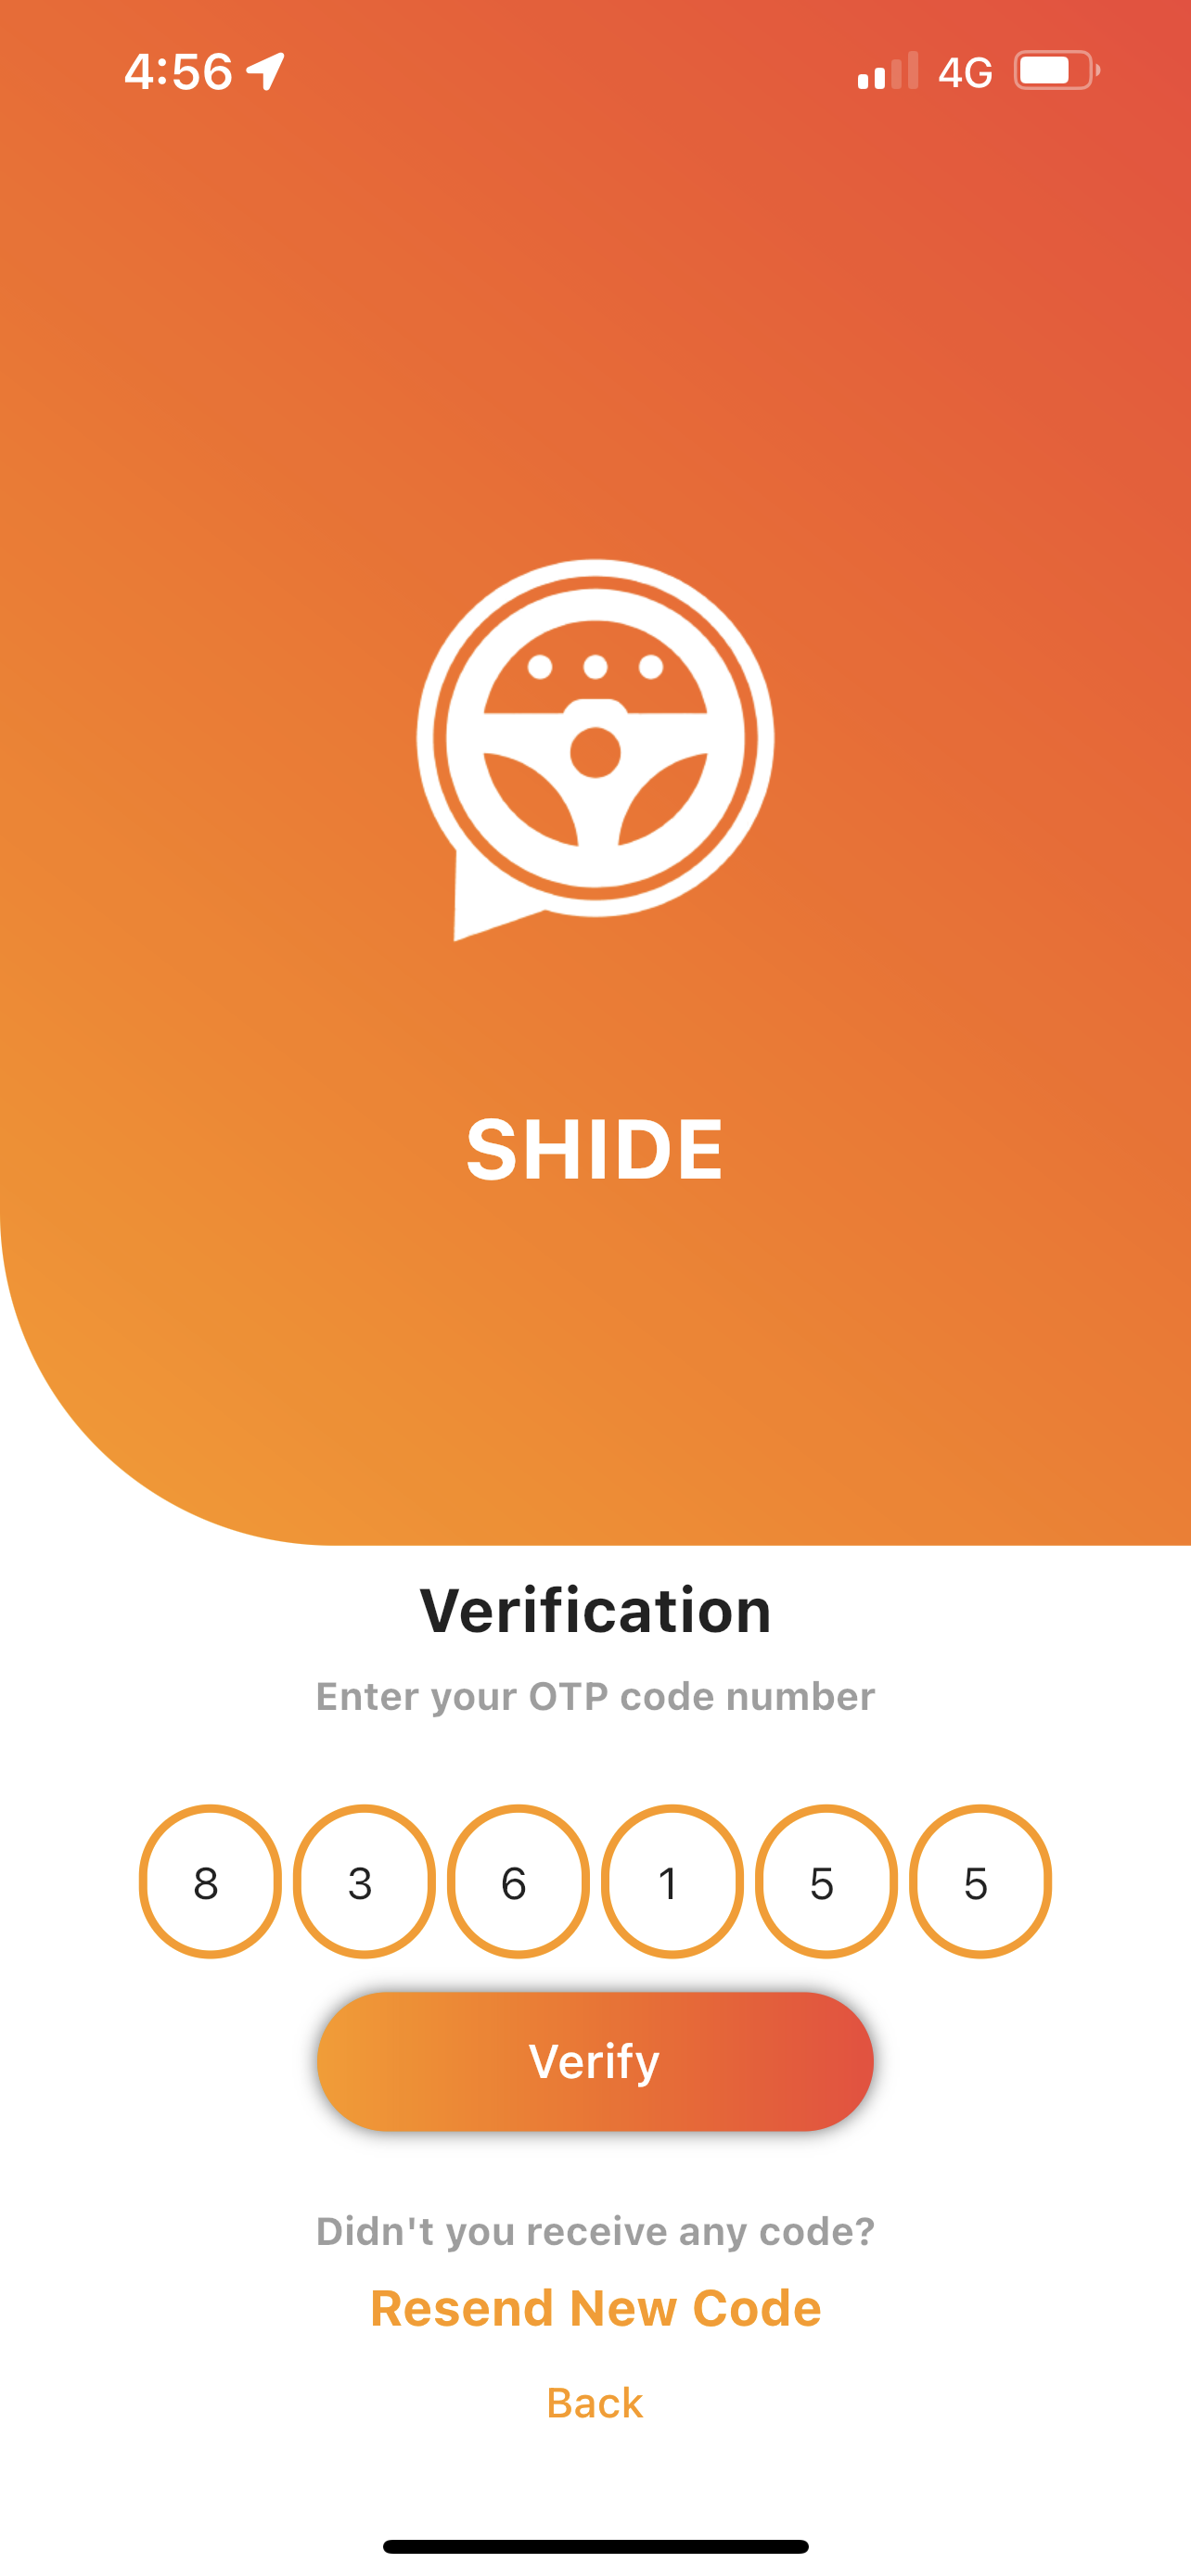 4:56 4G
SHIDE
Verification
Enter your OTP code number
8 3 6 1 5 5
Verify
Didn't you receive any code?
Resend New Code
Back